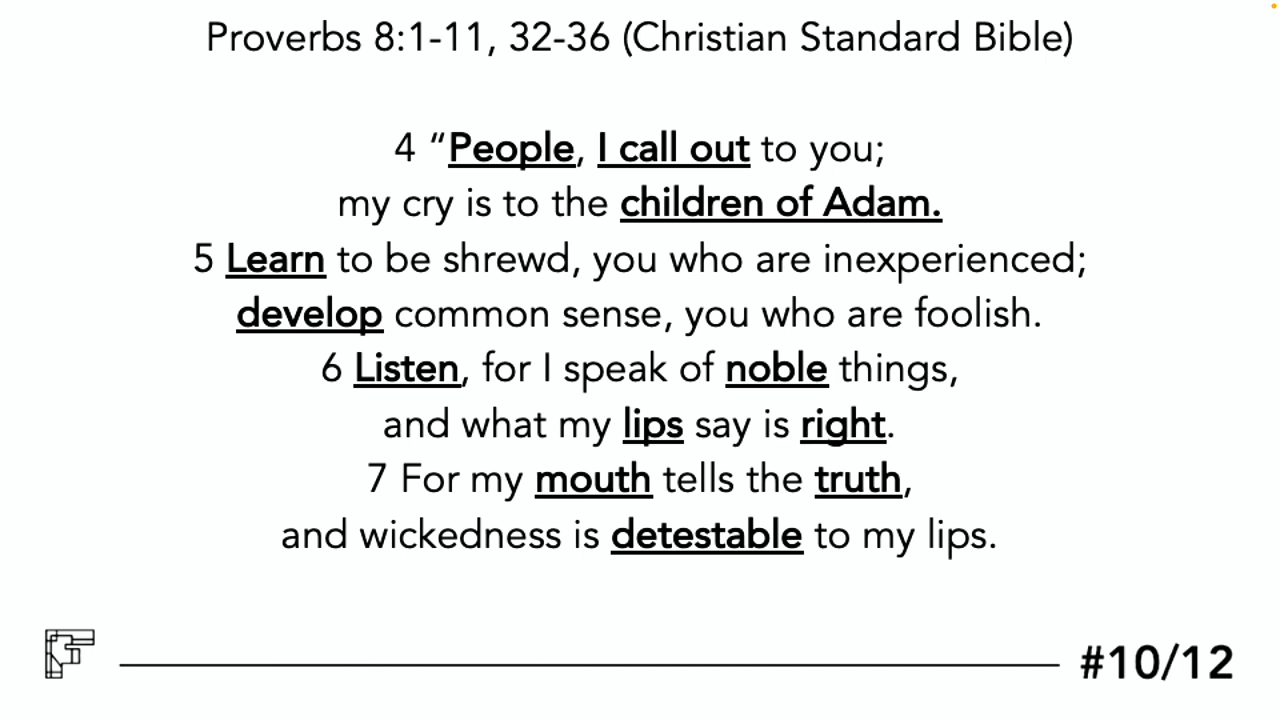 Proverbs 8:1-11, 32-36 (Christian Standard Bible)
4 “People, I call out to you;
my cry is to the children of Adam.
5 Learn to be shrewd, you who are inexperienced;
develop common sense, you who are foolish.
6 Listen, for I speak of noble things,
and what my lips say is right.
7 For my mouth tells the truth,
and wickedness is detestable to my lips.
#10/12